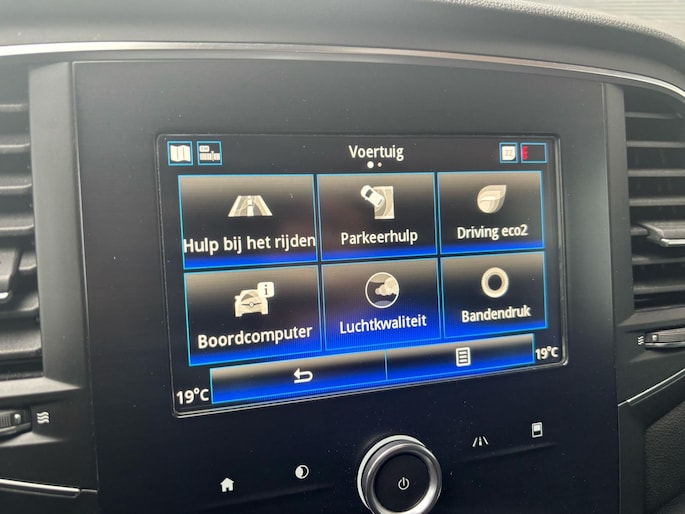 Voertuig
Hulp bij het rijden
Parkeerhulp
Driving eco2
Boordcomputer
Luchtkwaliteit
Bandendruk
19°C
19°C